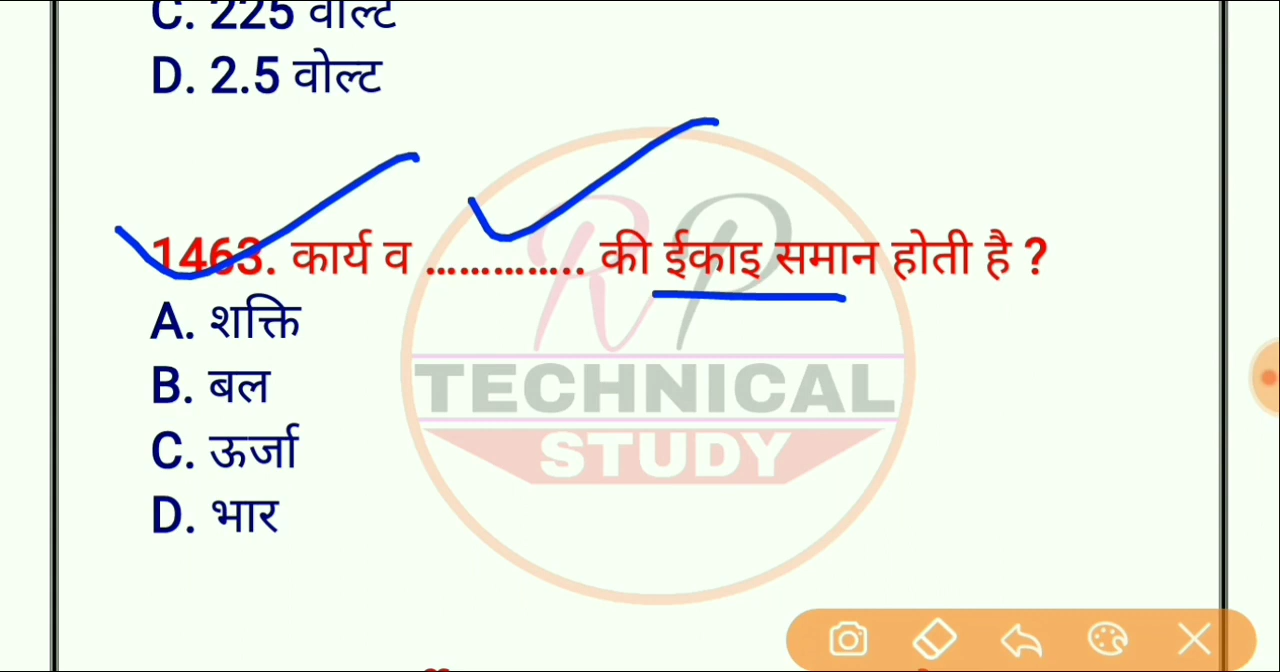 C. 225 वोल्ट
D. 2.5 वोल्ट
1463. कार्य व .............. की ईकाइ समान होती है ?
A. शक्ति
B. बल
C. ऊर्जा
D. भार
RP
TECHNICAL
STUDY